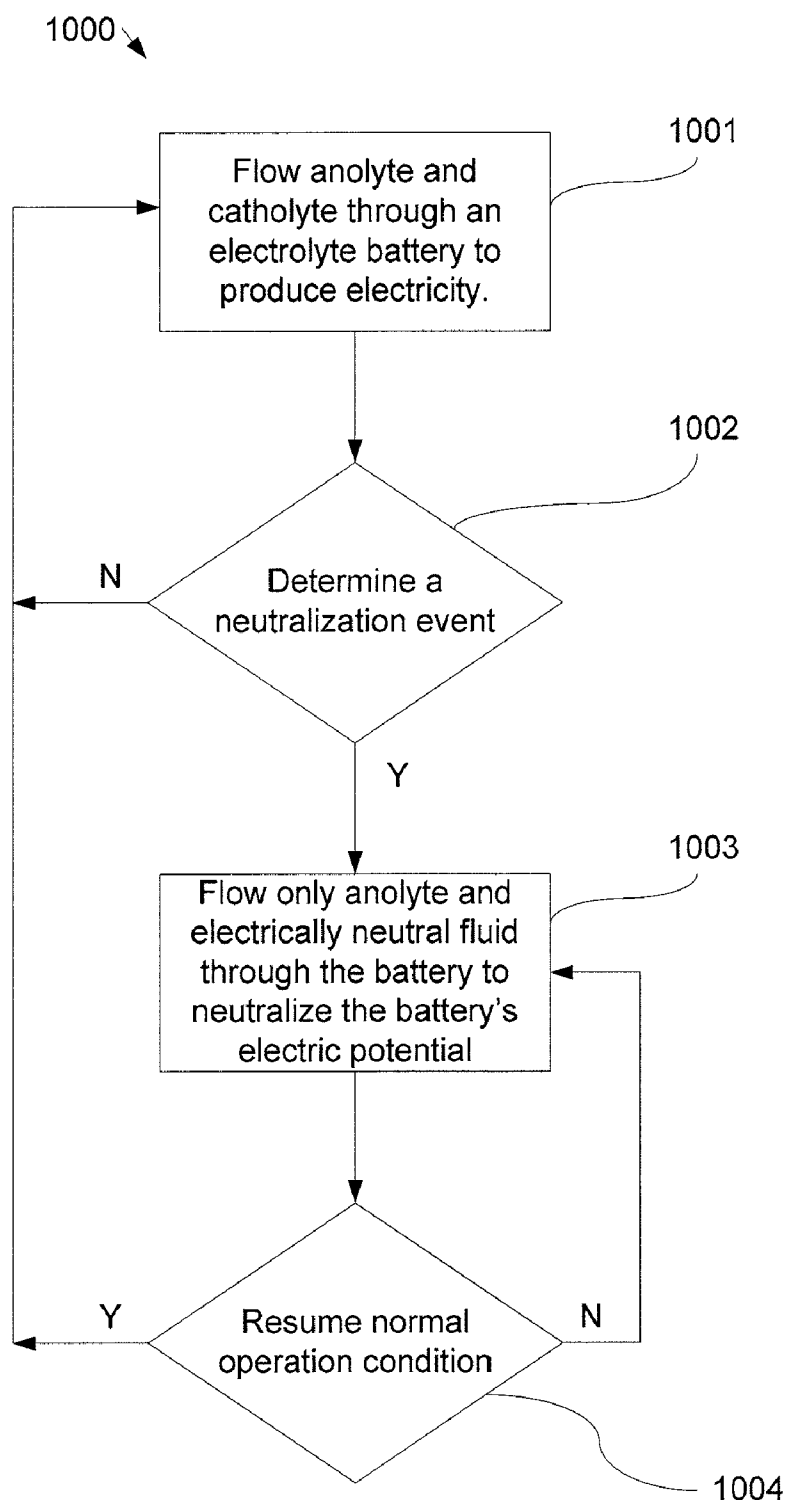 1000
1001
Flow anolyte and
catholyte through an
electrolyte battery to
produce electricity.
1002
N
Determine a
neutralization event
Y
1003
Flow only anolyte and
electrically neutral fluid
through the battery to
neutralize the battery's
electric potential
Y
N
Resume normal
operation condition
1004